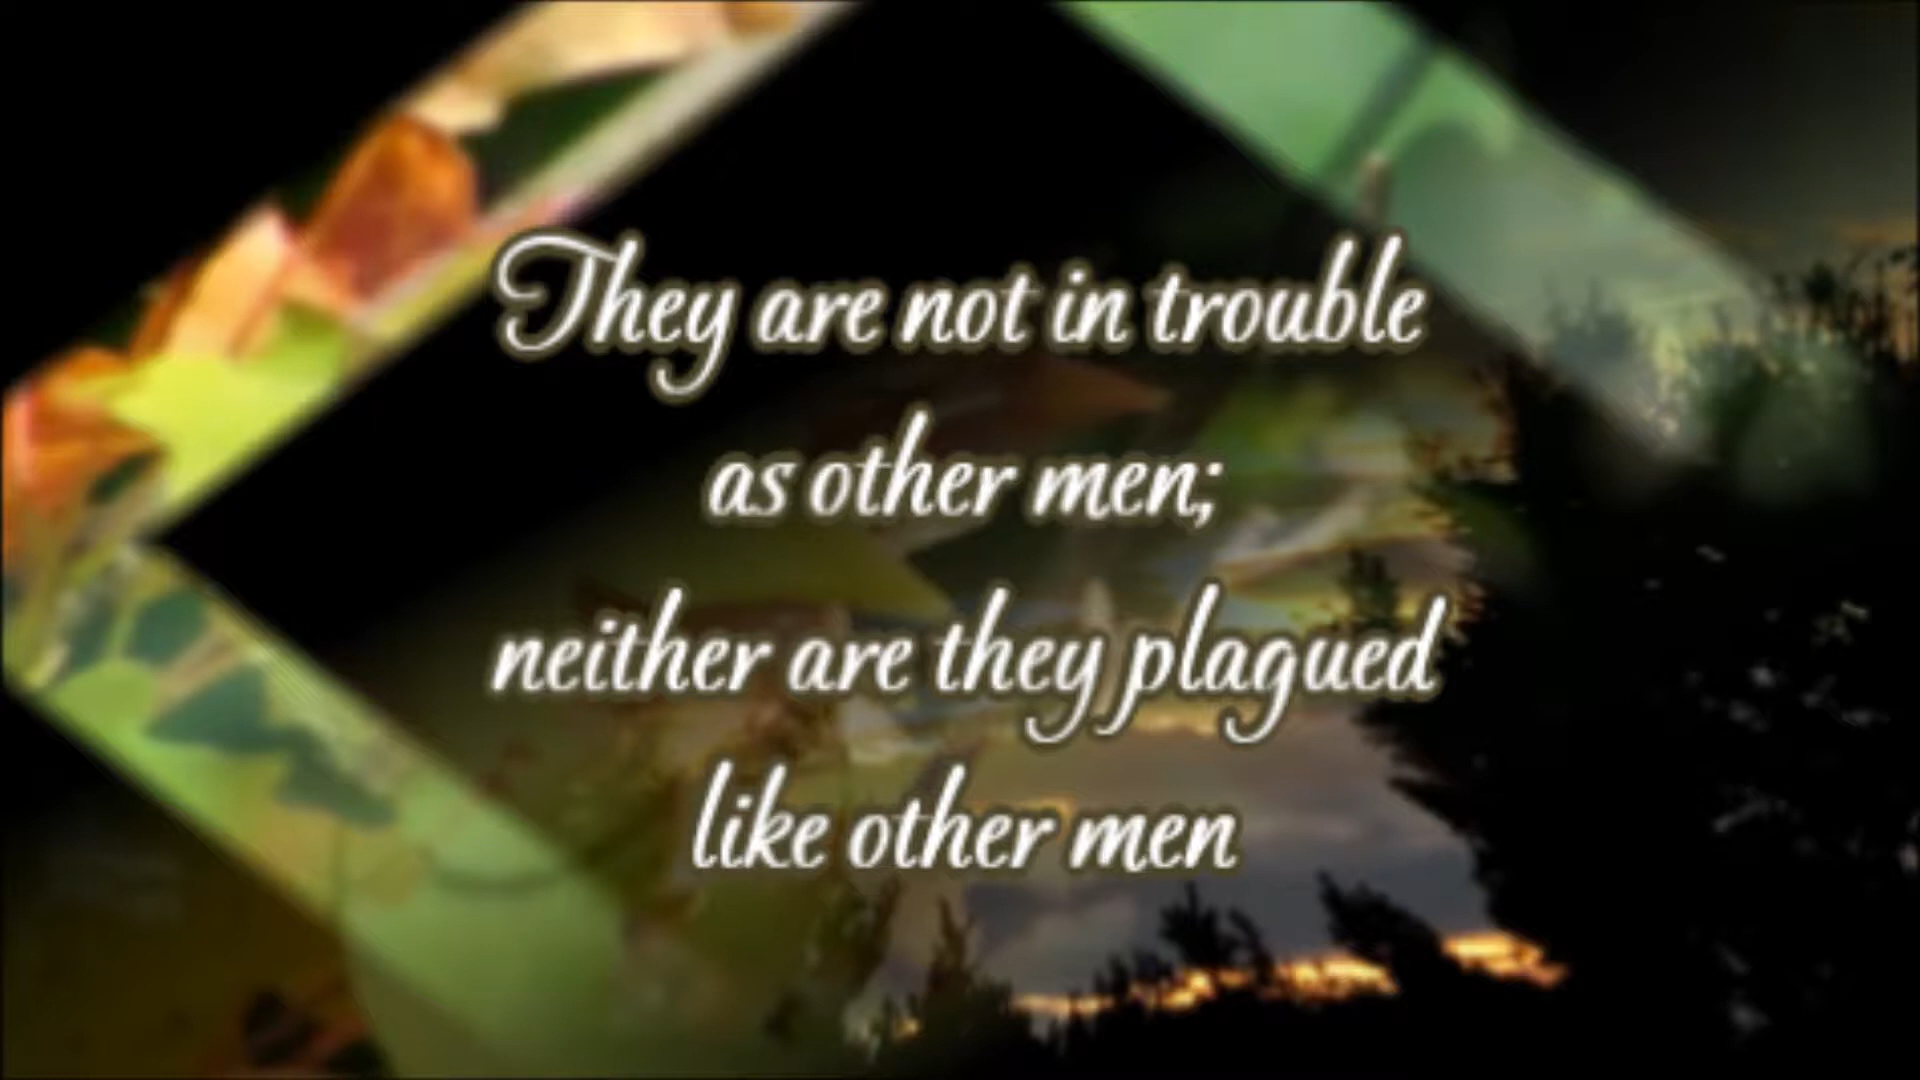 They are not in trouble
as other men;
neither are they plagued
like other men